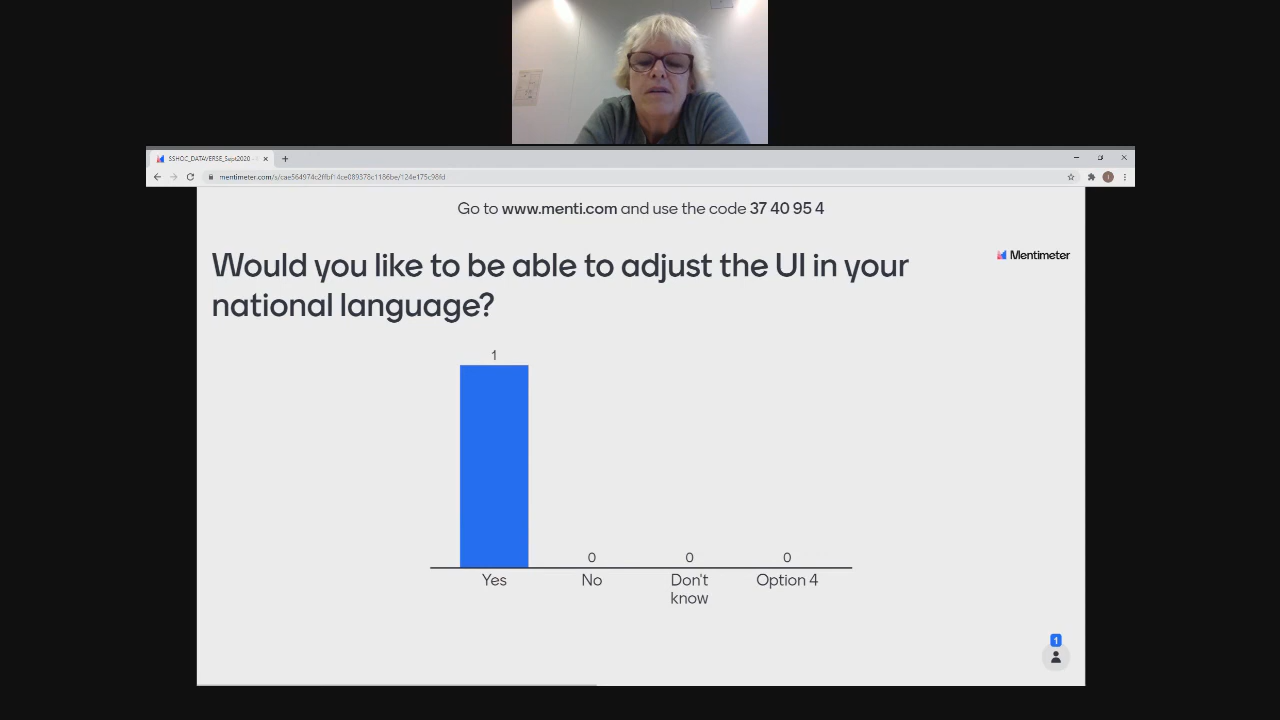 SSHOC_DATAVERSE_Sept2020 -
mentimeter.com/s/cae564974c2ffbf14ce089378c1186be/124e175c98fd
Go to www.menti.com and use the code 37 40 95 4
Would you like to be able to adjust the UI in your
national language?
Mentimeter
1
0
0
0
Yes
No
Don't
know
Option 4
1